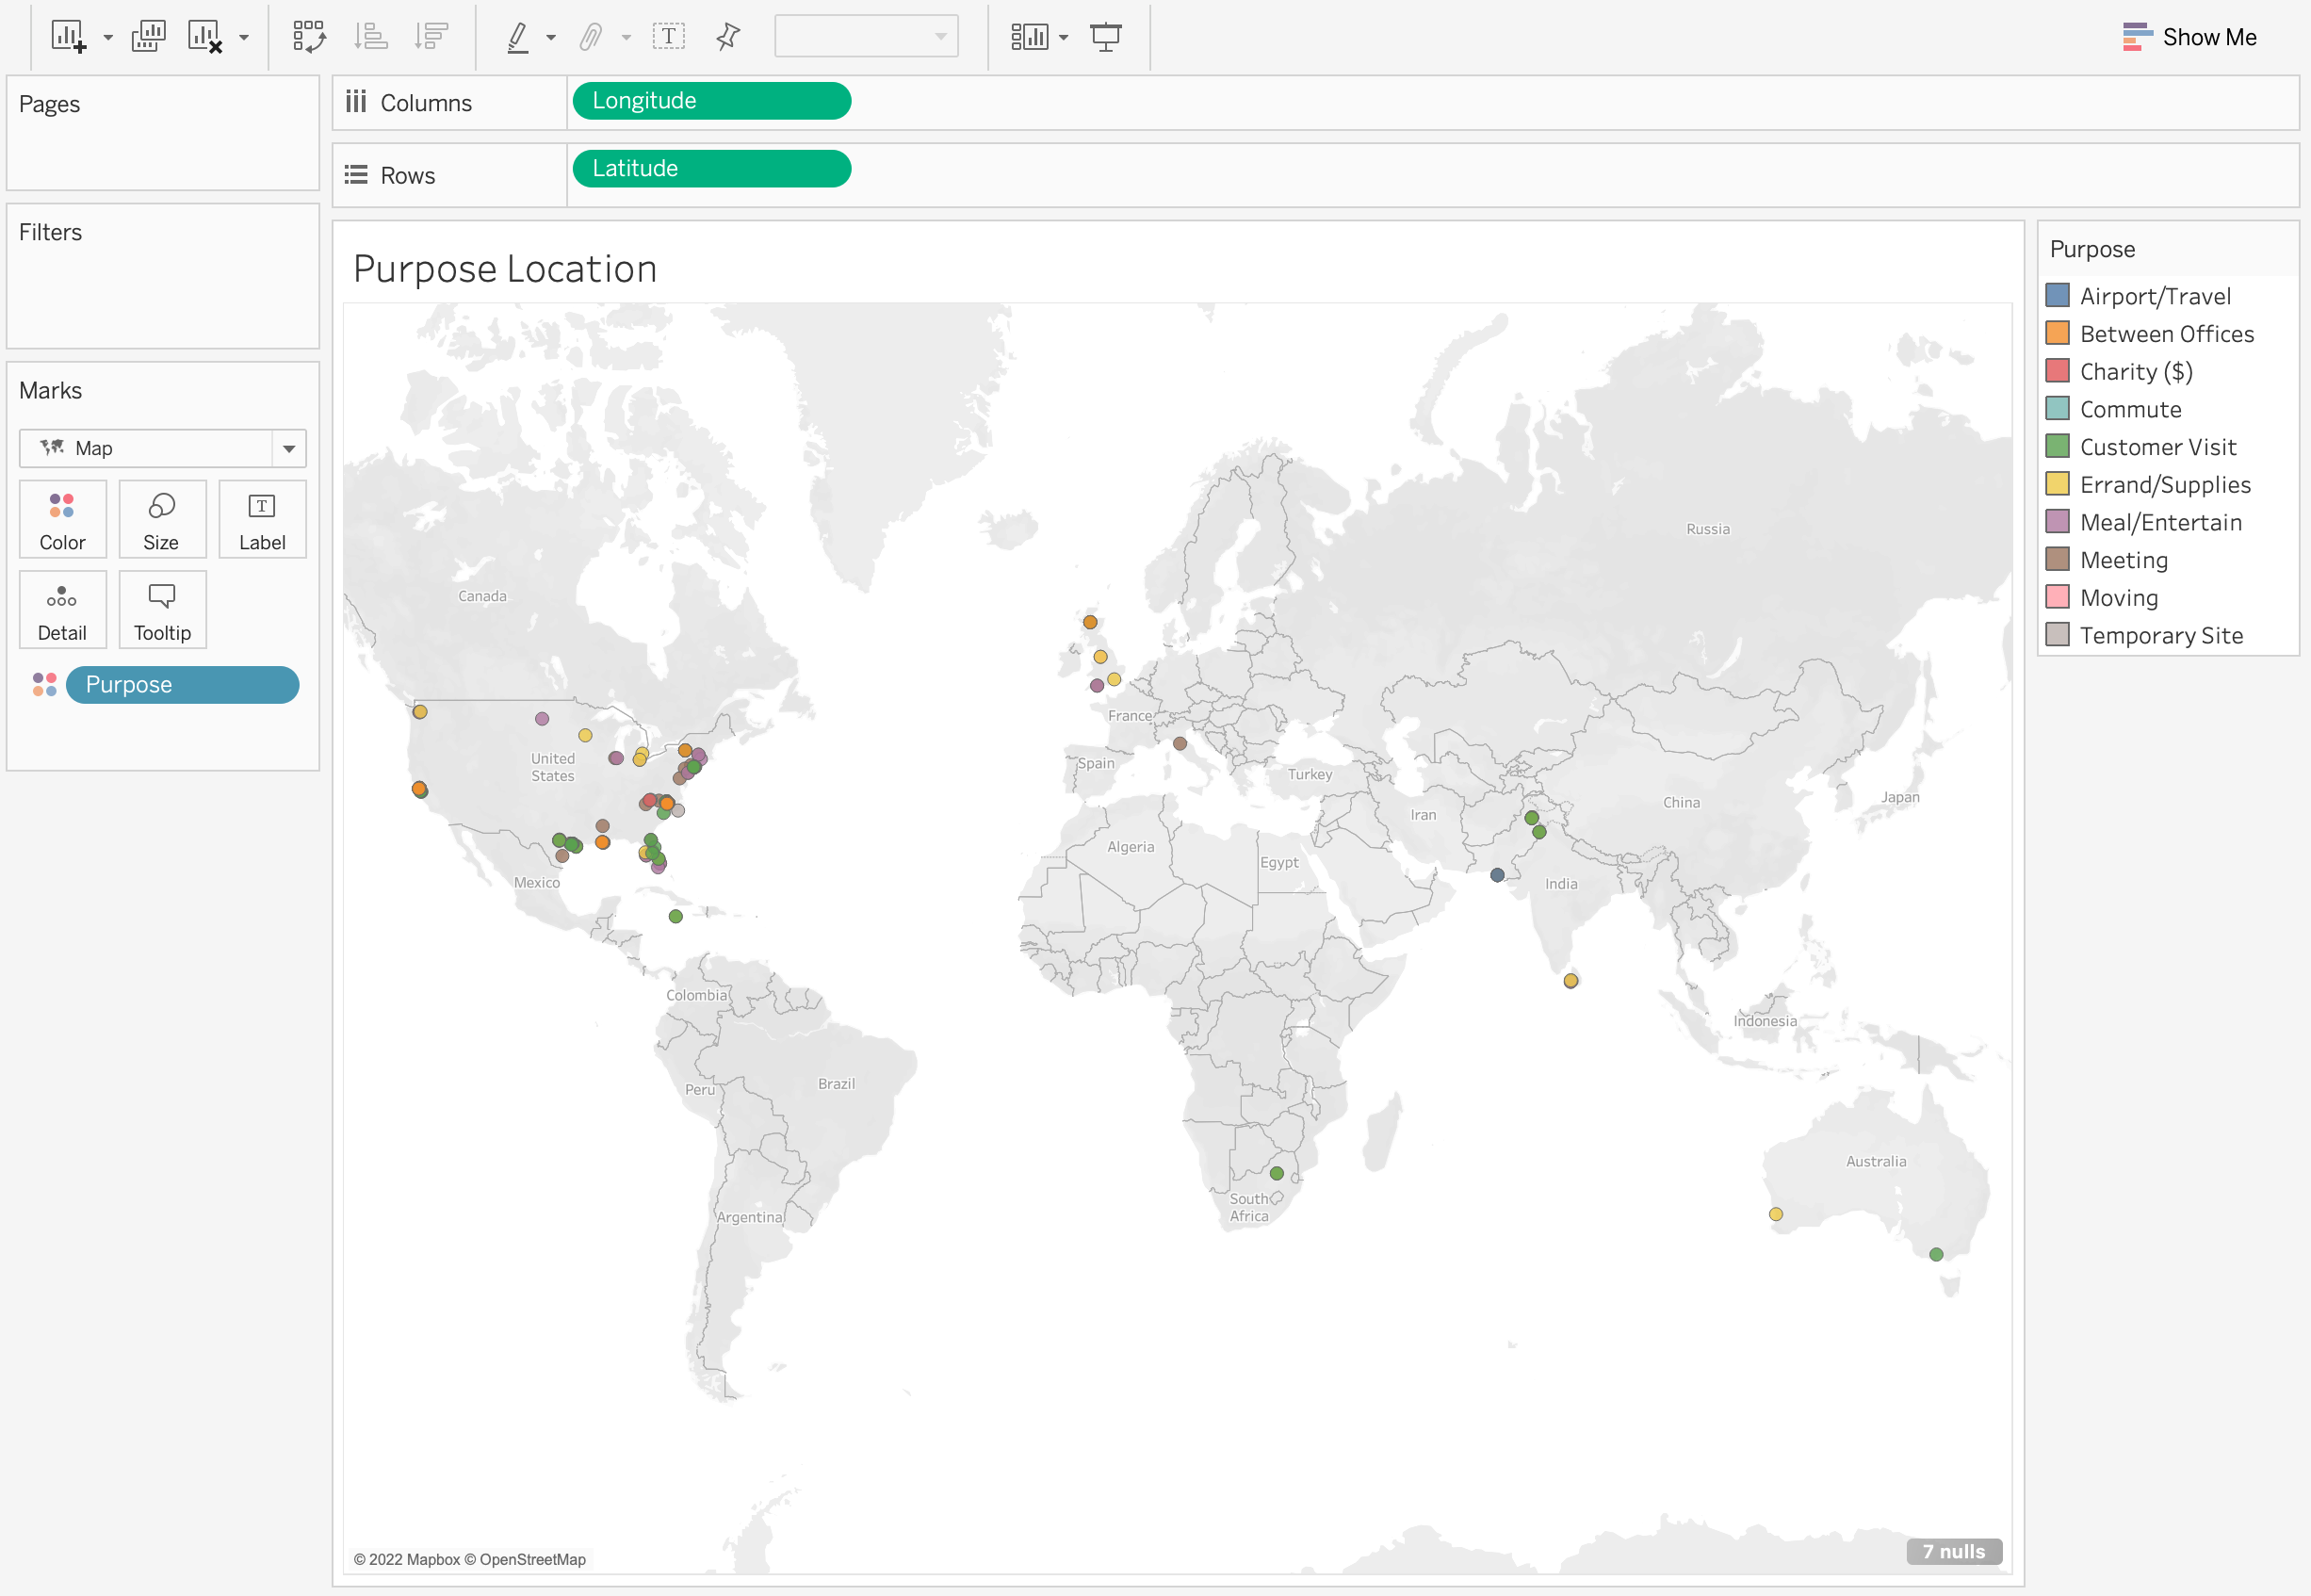 Show Me
Pages
Columns
Longitude
Rows
Latitude
Filters
Marks
Map
Color
Size
T
Label
Detail
Tooltip
Purpose
Purpose Location
Russia
Canada
France
United
States
Spain
Turkey
Iran
China
Japan
Algeria
Egypt
Mexico
India
Colombia
Indonesia
Peru
Brazil
Australia
South
Africa
Argentina
© 2022 Mapbox © OpenStreetMap
7 nulls
Purpose
Airport/Travel
Between Offices
Charity ($)
Commute
Customer Visit
Errand/Supplies
Meal/Entertain
Meeting
Moving
Temporary Site